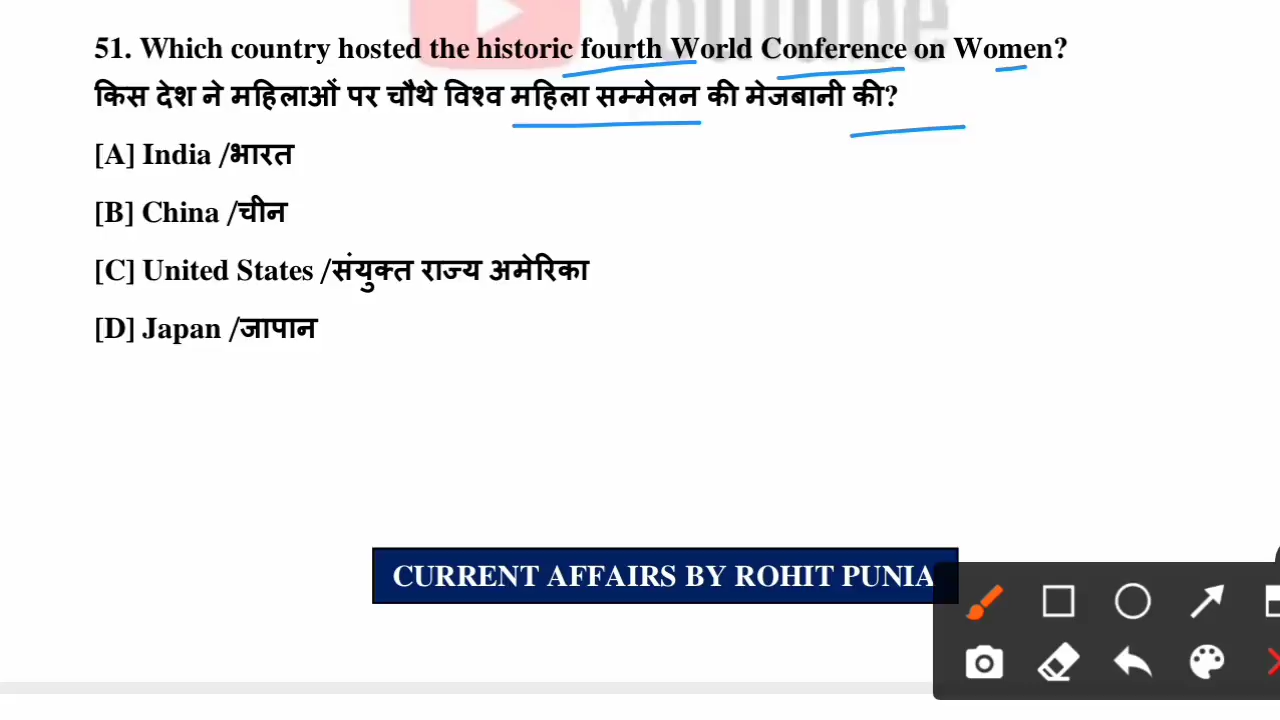 YouTube
51. Which country hosted the historic fourth World Conference on Women?
किस देश ने महिलाओं पर चौथे विश्व महिला सम्मेलन की मेजबानी की?
[A] India /भारत
[B] China /चीन
[C] United States /संयुक्त राज्य अमेरिका
[D] Japan /जापान
CURRENT AFFAIRS BY ROHIT PUNIA